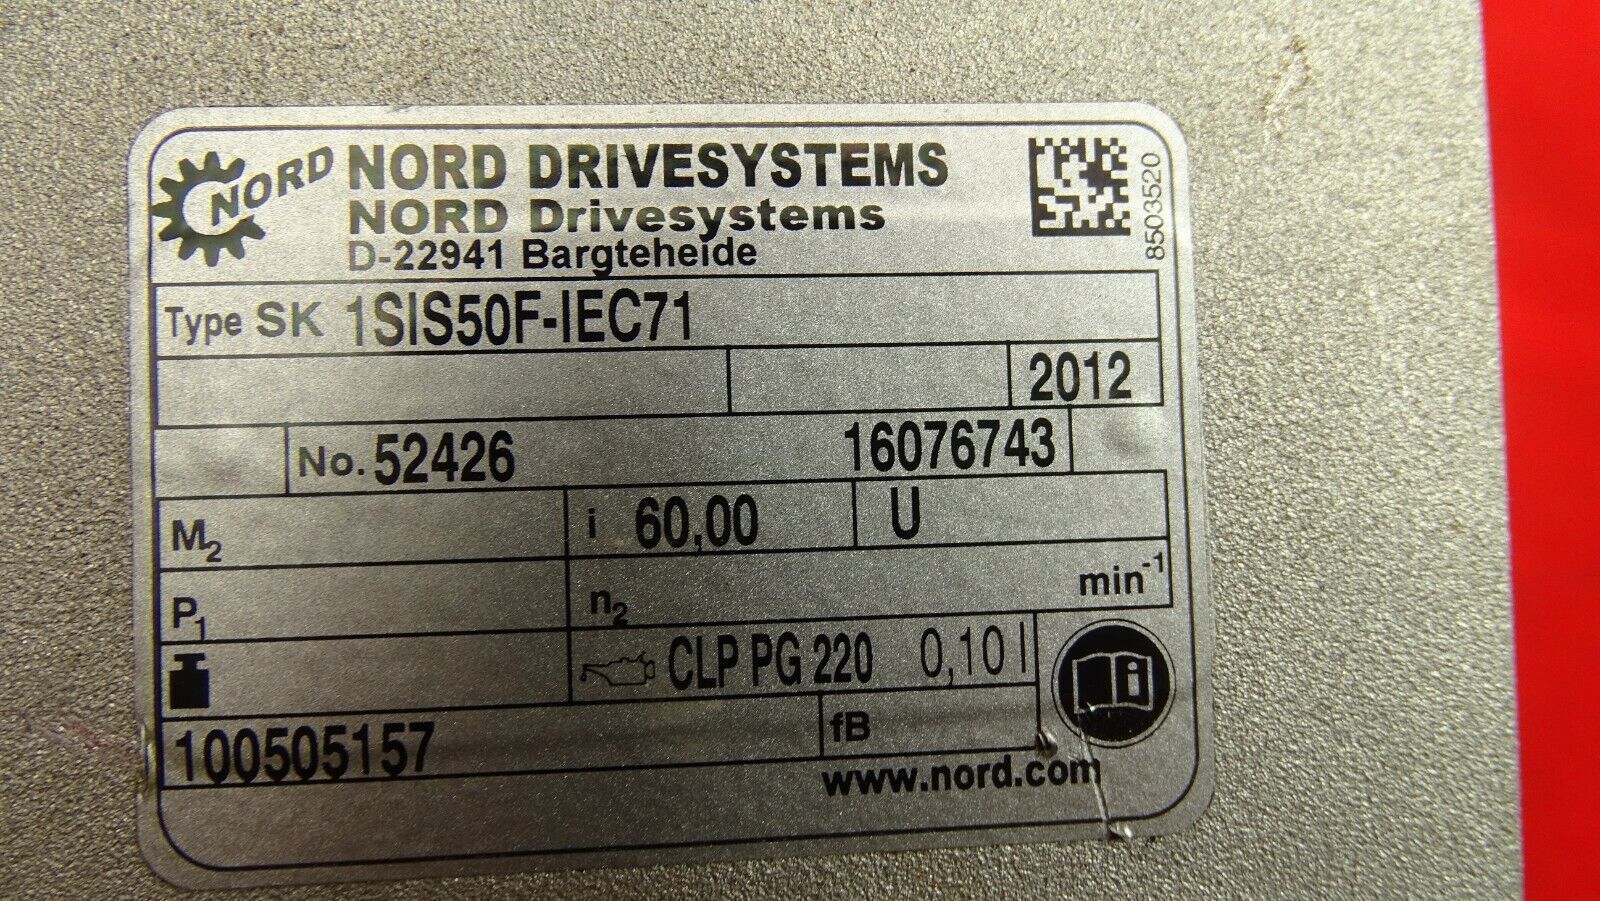 NORD
NORD DRIVESYSTEMS
NORD Drivesystems
D-22941 Bargteheide
8503520
Type SK 1SIS50F-IEC71
2012
No. 52426 16076743
M2 i 60,00 U
P1 n2 min-1
CLP PG 220 0,10 l
100505157 fB
www.nord.com